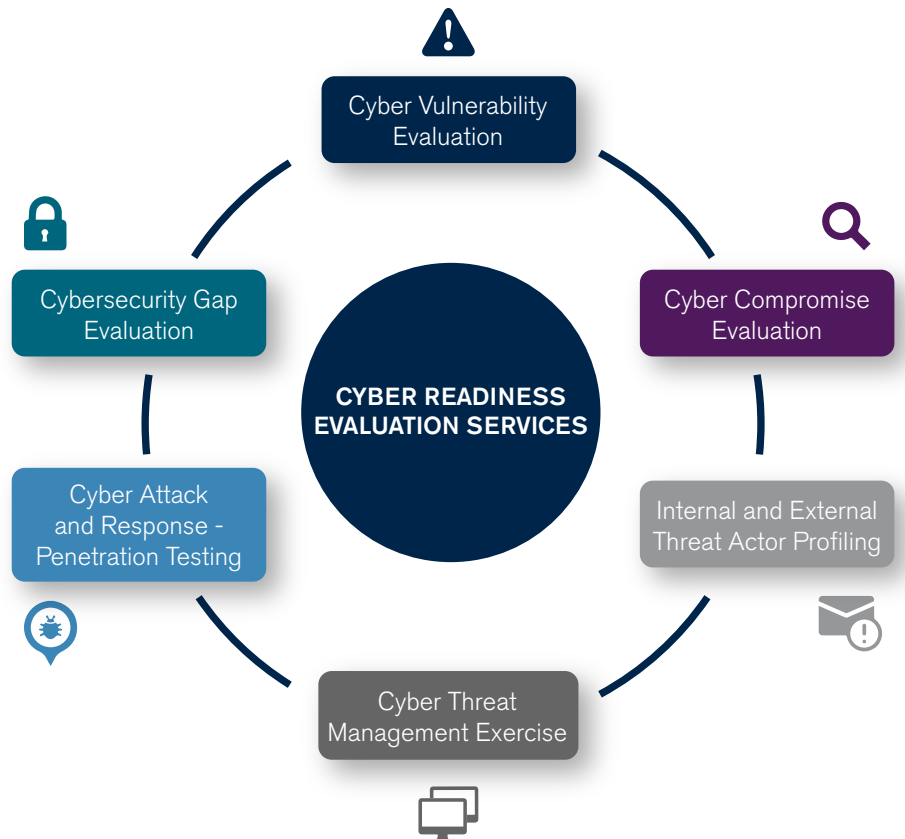 Cyber Vulnerability
Evaluation
Cybersecurity Gap
Evaluation
Cyber Compromise
Evaluation
CYBER READINESS
EVALUATION SERVICES
Cyber Attack
and Response -
Penetration Testing
Internal and External
Threat Actor Profiling
Cyber Threat
Management Exercise